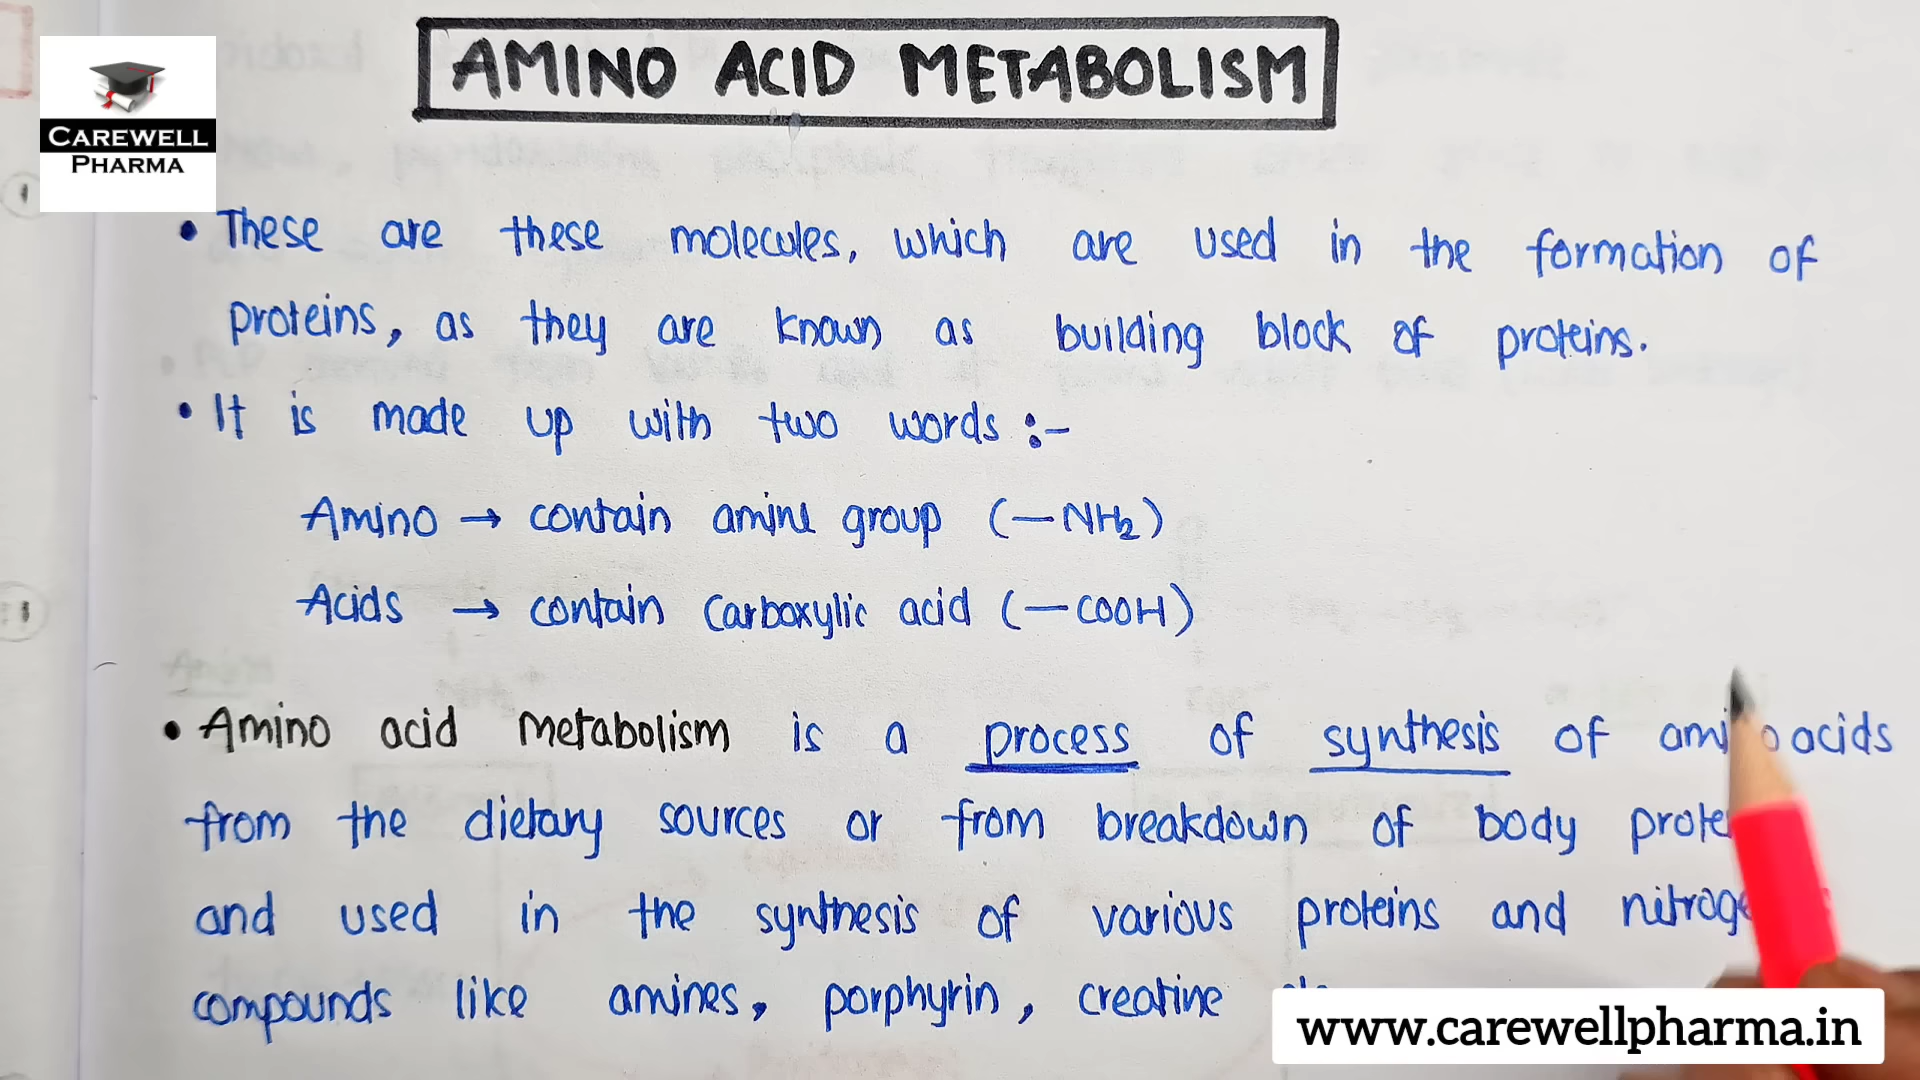 AMINO ACID METABOLISM
CAREWELL
PHARMA
• These are these molecules, which are used in the formation of
proteins, as they are known as building block of proteins.
• It is made up with two words :-
Amino → contain amine group (-NH₂)
Acids → contain carboxylic acid (-COOH)
• Amino acid metabolism is a process of synthesis of acids
from the dietary sources or from breakdown of body
and used in the synthesis of various proteins and
compounds like amines, porphyrin, creatine
www.carewellpharma.in